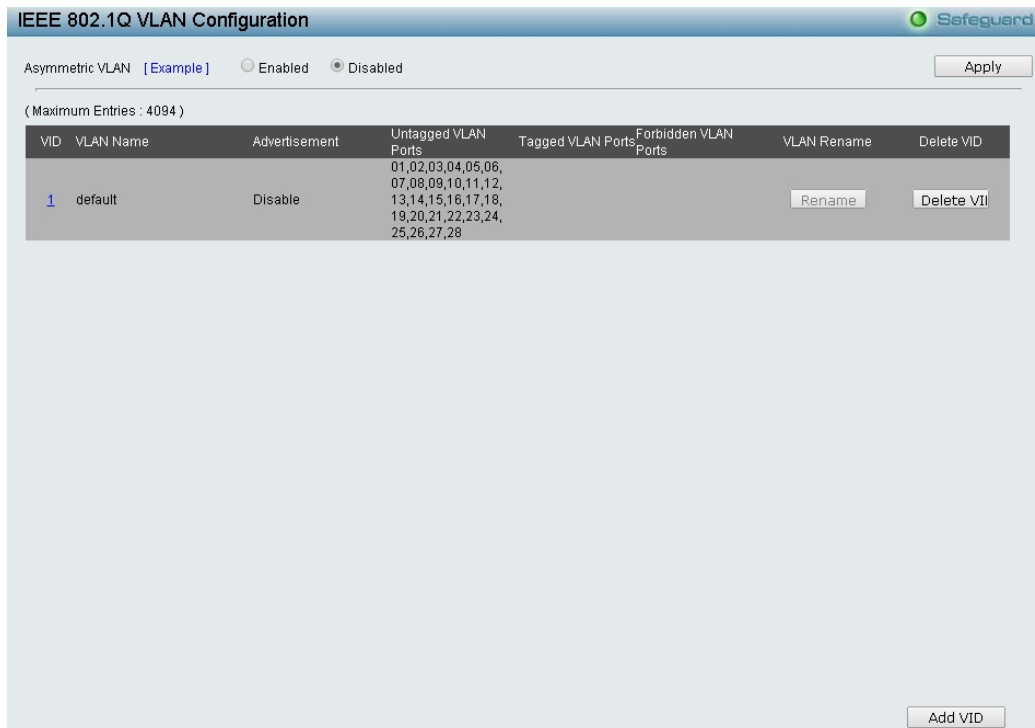 IEEE 802.1Q VLAN Configuration
Safeguard
Asymmetric VLAN [ Example ] Enabled Disabled
Apply
( Maximum Entries : 4094 )
VID VLAN Name Advertisement Untagged VLAN Ports Tagged VLAN Ports Forbidden VLAN Ports VLAN Rename Delete VID
1 default Disable
01,02,03,04,05,06,
07,08,09,10,11,12,
13,14,15,16,17,18,
19,20,21,22,23,24,
25,26,27,28
Rename
Delete VII
Add VID